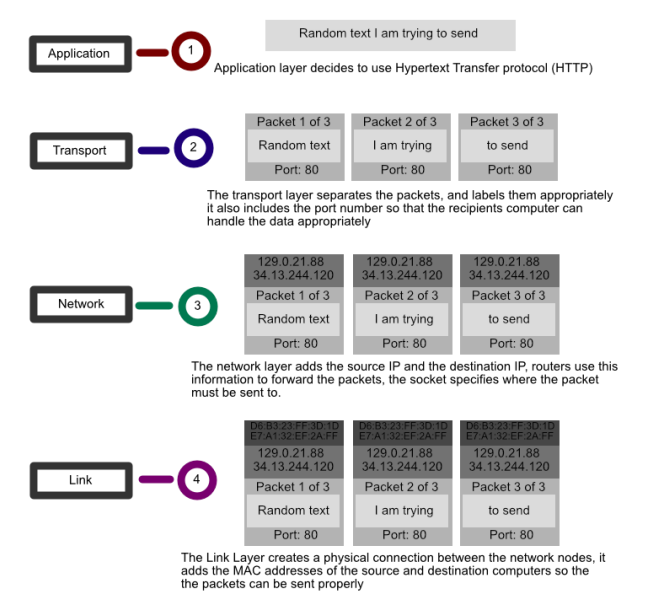 Random text I am trying to send
Application
1
Application layer decides to use Hypertext Transfer protocol (HTTP)
Packet 1 of 3 Packet 2 of 3 Packet 3 of 3
Transport
2
Random text I am trying to send
Port: 80 Port: 80 Port: 80
The transport layer separates the packets, and labels them appropriately
it also includes the port number so that the recipients computer can
handle the data appropriately
129.0.21.88 129.0.21.88 129.0.21.88
34.13.244.120 34.13.244.120 34.13.244.120
Packet 1 of 3 Packet 2 of 3 Packet 3 of 3
Network
3
Random text I am trying to send
Port: 80 Port: 80 Port: 80
The network layer adds the source IP and the destination IP, routers use this
information to forward the packets, the socket specifies where the packet
must be sent to.
D6:B3:23:FF:3D:1D D6:B3:23:FF:3D:1D D6:B3:23:FF:3D:1D
E7:A1:32:EF:2A:FF E7:A1:32:EF:2A:FF E7:A1:32:EF:2A:FF
129.0.21.88 129.0.21.88 129.0.21.88
34.13.244.120 34.13.244.120 34.13.244.120
Link
4
Packet 1 of 3 Packet 2 of 3 Packet 3 of 3
Random text I am trying to send
Port: 80 Port: 80 Port: 80
The Link Layer creates a physical connection between the network nodes, it
adds the MAC addresses of the source and destination computers so the
the packets can be sent properly